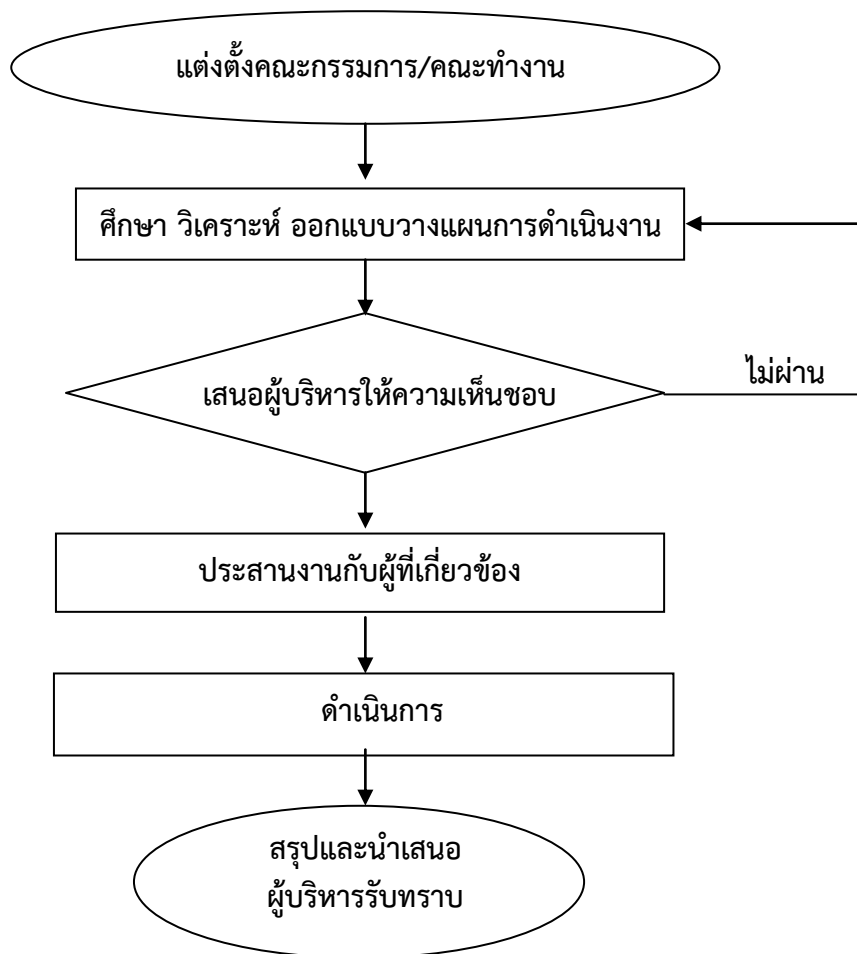 แต่งตั้งคณะกรรมการ/คณะทำงาน
ศึกษา วิเคราะห์ ออกแบบวางแผนการดำเนินงาน
เสนอผู้บริหารให้ความเห็นชอบ
ไม่ผ่าน
ประสานงานกับผู้ที่เกี่ยวข้อง
ดำเนินการ
สรุปและนำเสนอ
ผู้บริหารรับทราบ